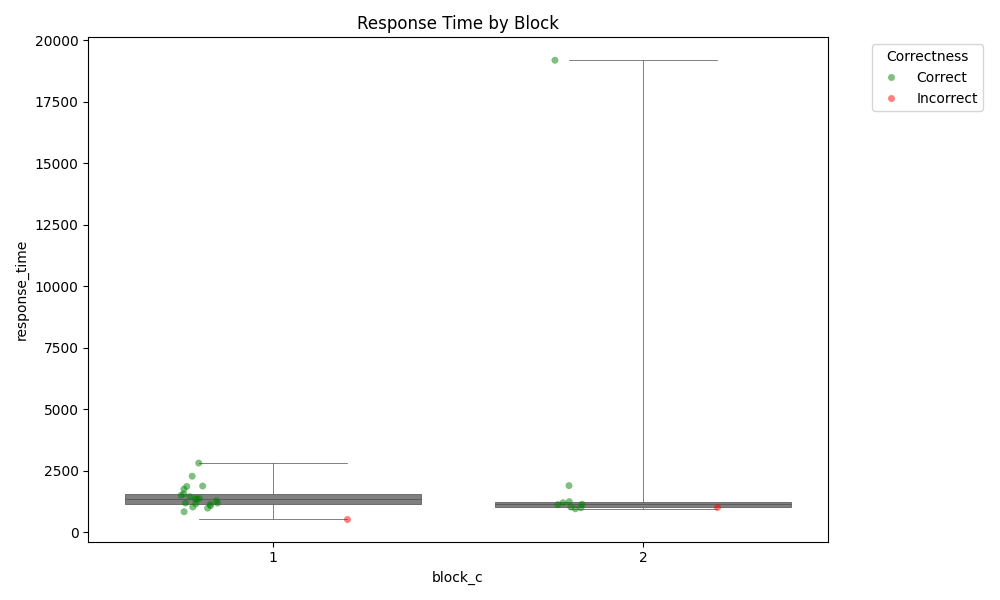 Response Time by Block
20000
17500
15000
12500
10000
7500
5000
2500
0
response_time
1
2
block_c
Correctness
Correct
Incorrect